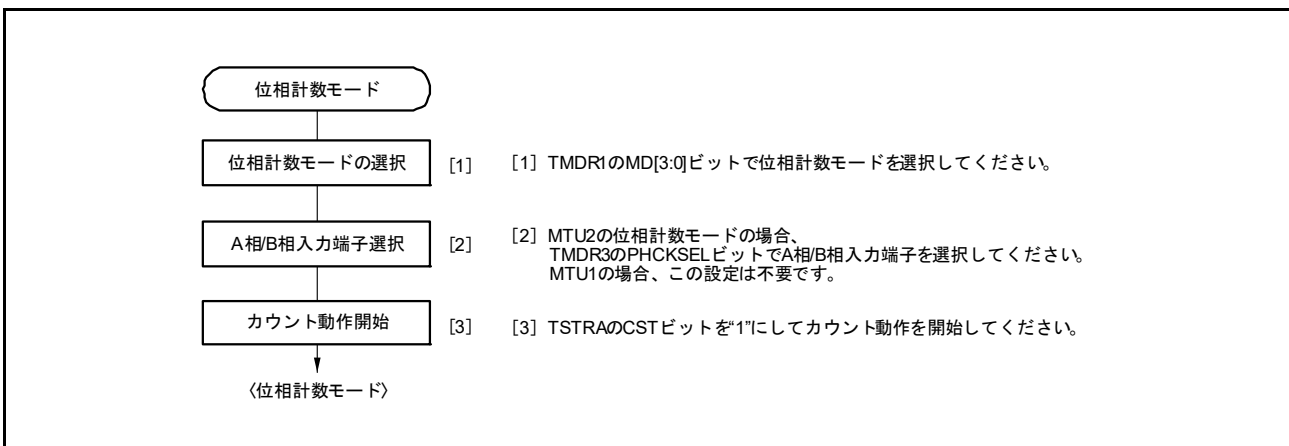 位相計数モード
位相計数モードの選択 [1] [1] TMDR1のMD[3:0]ビットで位相計数モードを選択してください。
A相/B相入力端子選択 [2] [2] MTU2の位相計数モードの場合、
TMDR3のPHCKSELビットでA相/B相入力端子を選択してください。
MTU1の場合、この設定は不要です。
カウント動作開始 [3] [3] TSTRAのCSTビットを“1”にしてカウント動作を開始してください。
〈位相計数モード〉